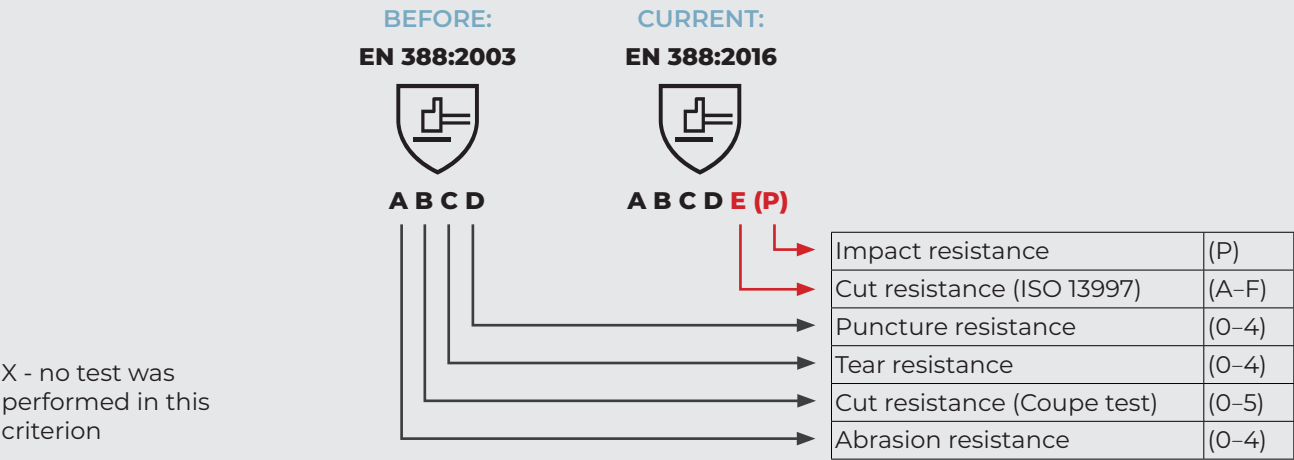 BEFORE:
EN 388:2003
A B C D
CURRENT:
EN 388:2016
A B C D E (P)
Impact resistance (P)
Cut resistance (ISO 13997) (A–F)
Puncture resistance (0–4)
Tear resistance (0–4)
Cut resistance (Coupe test) (0–5)
Abrasion resistance (0–4)
X - no test was
performed in this
criterion